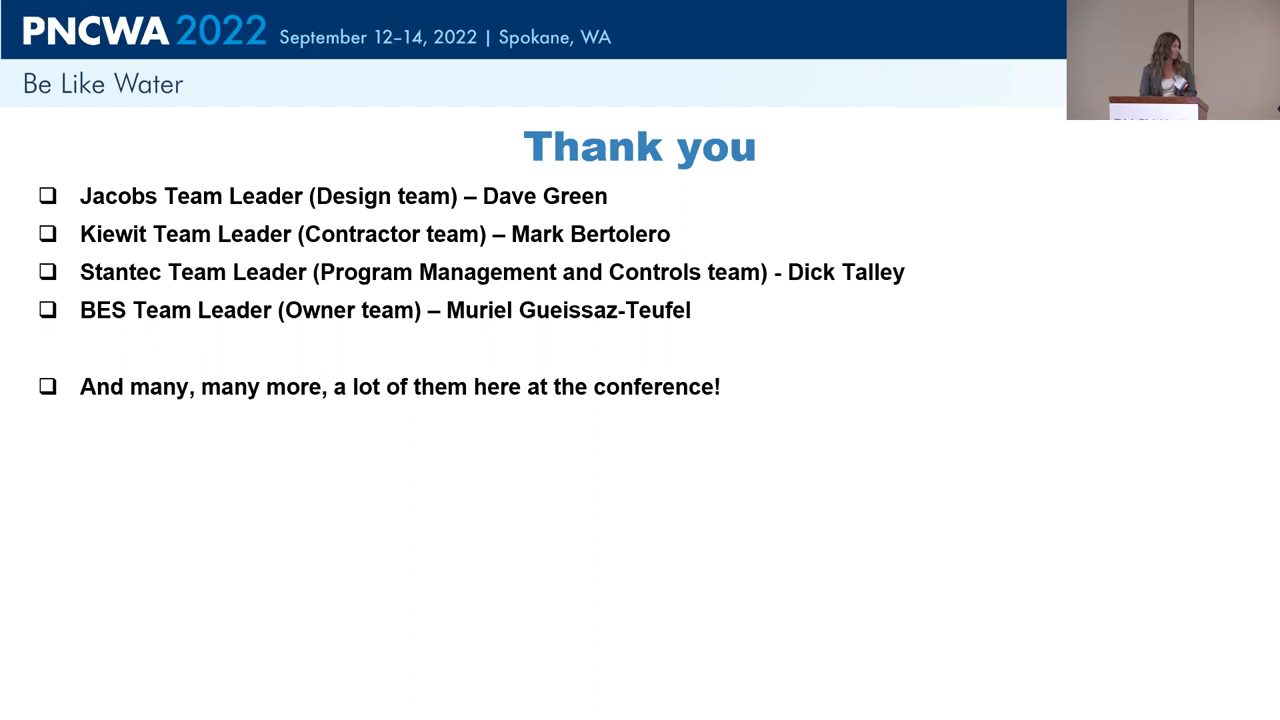 PNCWA 2022 September 12–14, 2022 | Spokane, WA
Be Like Water
Thank you
❑ Jacobs Team Leader (Design team) – Dave Green
❑ Kiewit Team Leader (Contractor team) – Mark Bertolero
❑ Stantec Team Leader (Program Management and Controls team) - Dick Talley
❑ BES Team Leader (Owner team) – Muriel Gueissaz-Teufel
❑ And many, many more, a lot of them here at the conference!